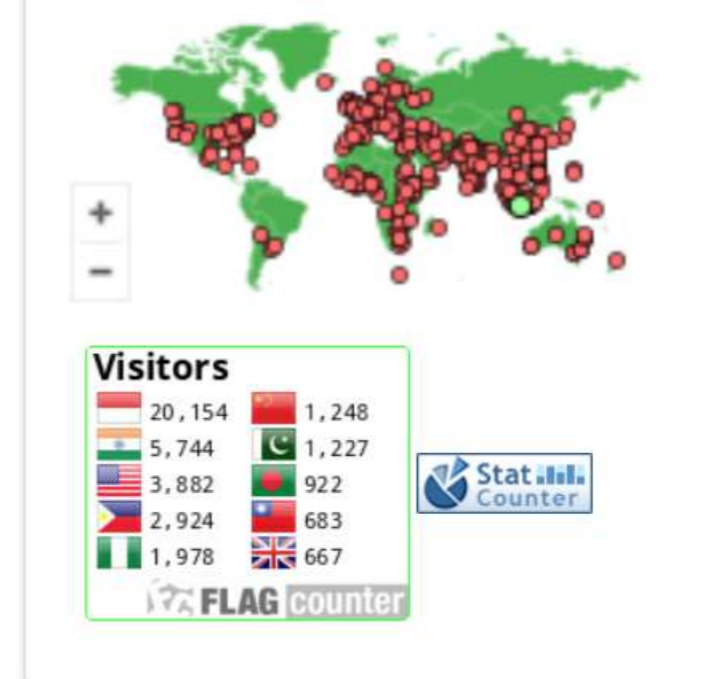 +
−
Visitors
20,154 1,248
5,744 1,227
3,882 922
2,924 683
1,978 667
FLAG counter
Stat
Counter